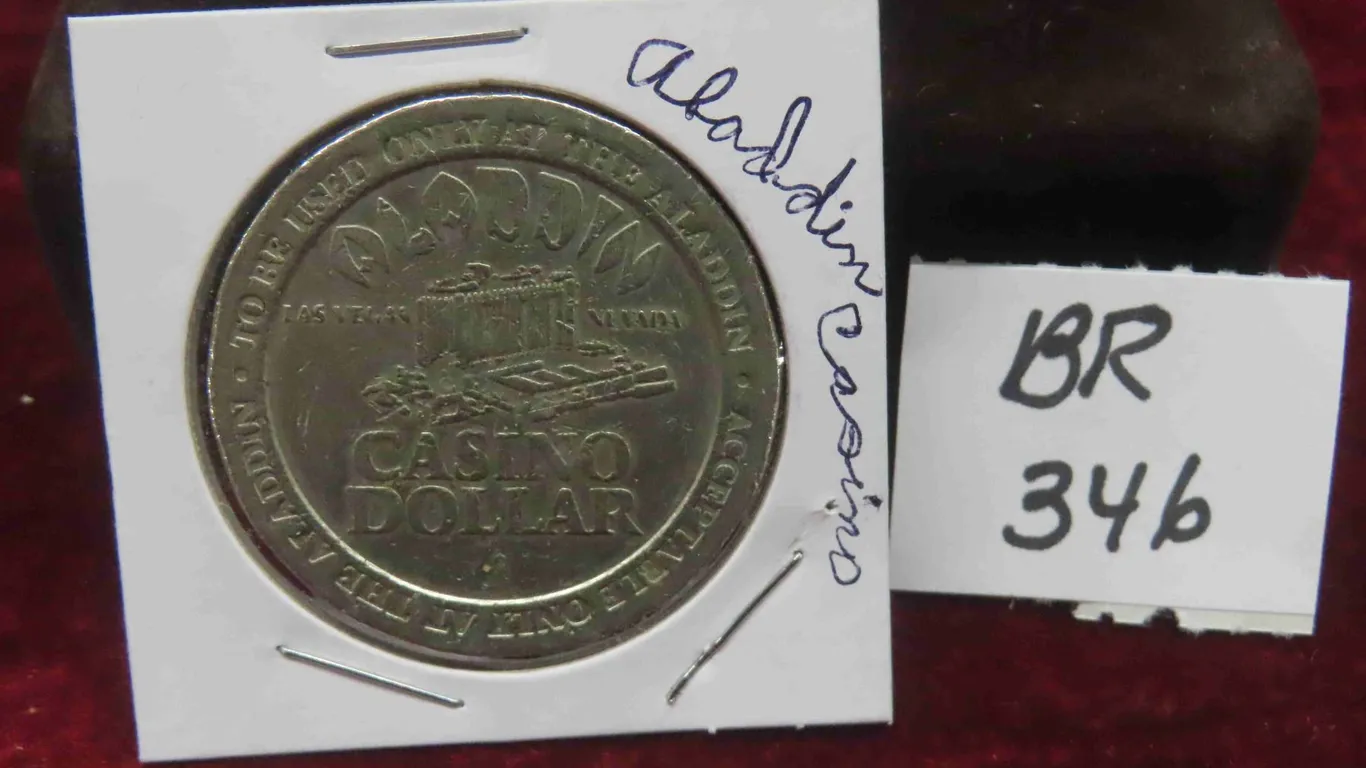 TO BE USED ONLY AT THE ALADDIN • ACCEPTABLE ONLY AT THE ALADDIN •
ALADDIN
LAS VEGAS NEVADA
CASINO
DOLLAR
Aladdin casino
BR
346